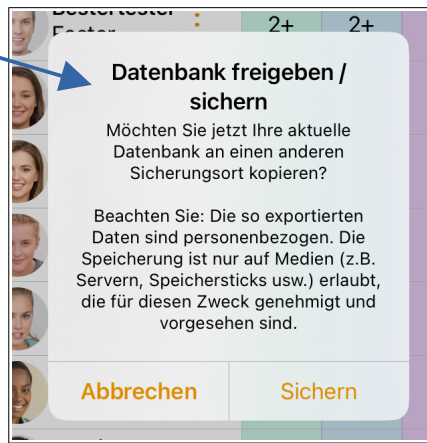 Bestertester
Fester
2+
2+
Datenbank freigeben /
sichern
Möchten Sie jetzt Ihre aktuelle
Datenbank an einen anderen
Sicherungsort kopieren?
Beachten Sie: Die so exportierten
Daten sind personenbezogen. Die
Speicherung ist nur auf Medien (z.B.
Servern, Speichersticks usw.) erlaubt,
die für diesen Zweck genehmigt und
vorgesehen sind.
Abbrechen
Sichern